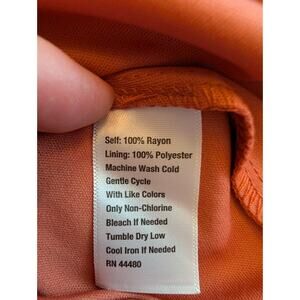 Self: 100% Rayon
Lining: 100% Polyester
Machine Wash Cold
Gentle Cycle
With Like Colors
Only Non-Chlorine
Bleach If Needed
Tumble Dry Low
Cool Iron If Needed
RN 44480